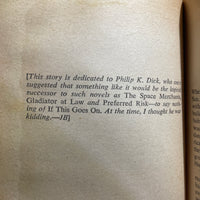 [This story is dedicated to Philip K. Dick, who once
suggested that something like it would be the logical
successor to such novels as The Space Merchants,
Gladiator at Law and Preferred Risk—to say noth-
ing of If This Goes On. At the time, I thought he was
kidding.—JB]